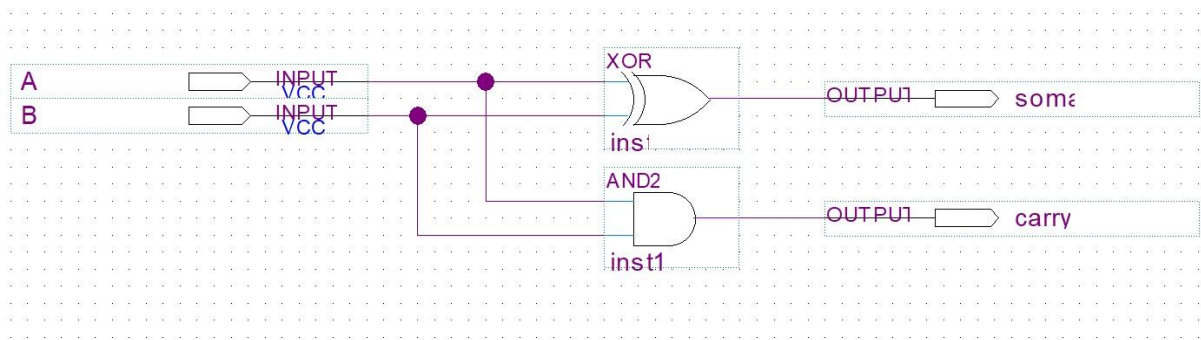 XOR
A INPUT
VCC
OUTPUT soma
B INPUT
VCC
inst
AND2
OUTPUT carry
inst1